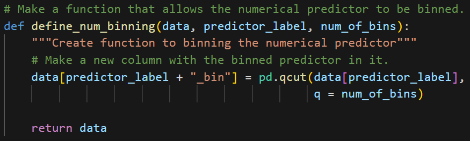 # Make a function that allows the numerical predictor to be binned.
def define_num_binning(data, predictor_label, num_of_bins):
    """Create function to binning the numerical predictor"""
    # Make a new column with the binned predictor in it.
    data[predictor_label + "_bin"] = pd.qcut(data[predictor_label],
                                             q = num_of_bins)
    return data